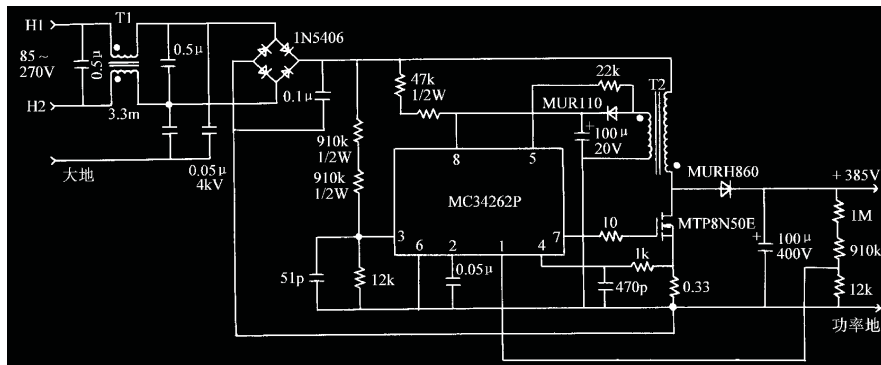 H1
T1
85～
270V
0.5μ
0.5μ
H2
3.3m
大地
0.05μ
4kV
1N5406
0.1μ
910k
1/2W
910k
1/2W
47k
1/2W
22k
T2
MUR110
+
100μ
20V
8
5
MC34262P
3
6
2
1
4
7
51p
12k
0.05μ
10
1k
470p
0.33
MTP8N50E
MURH860
+385V
+
100μ
400V
1M
910k
12k
功率地